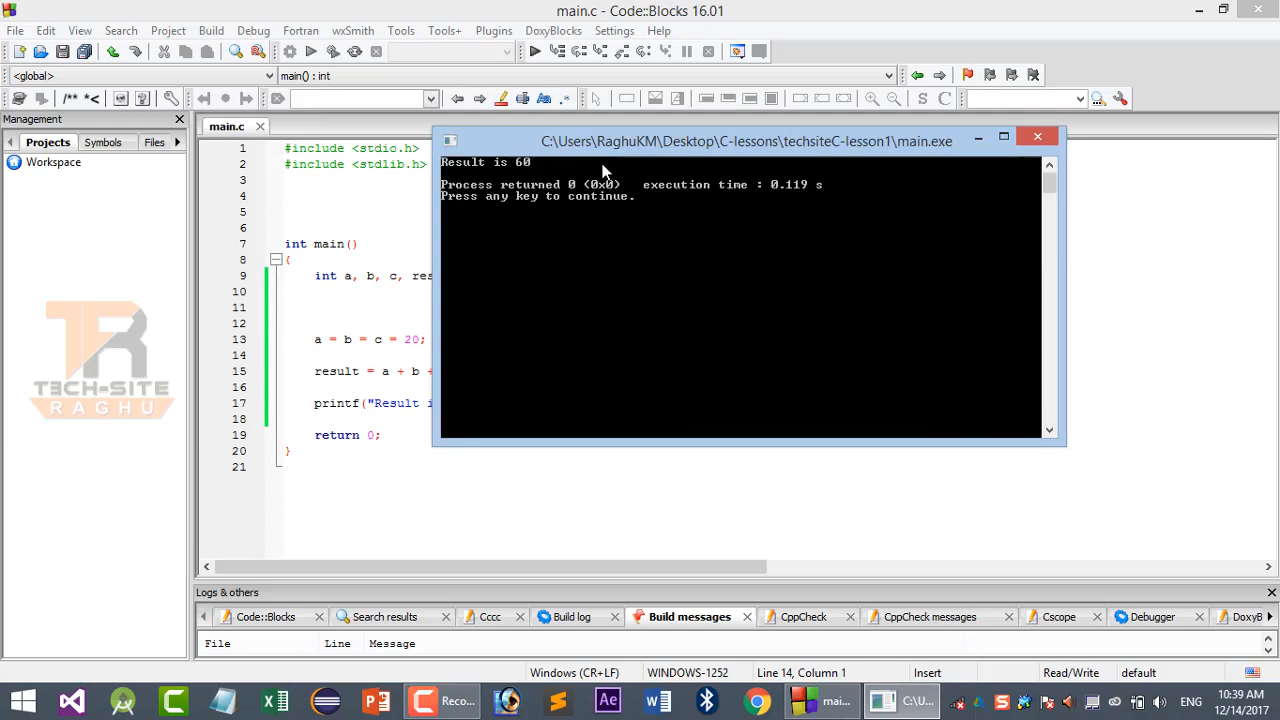 main.c - Code::Blocks 16.01
File Edit View Search Project Build Debug Fortran wxSmith Tools Tools+ Plugins DoxyBlocks Settings Help
<global> main() : int
/** *<
Aa .*
S C
Management
Projects Symbols Files
Workspace
main.c
C:\Users\RaghuKM\Desktop\C-lessons\techsiteC-lesson1\main.exe
Result is 60
Process returned 0 (0x0) execution time : 0.119 s
Press any key to continue.
1 #include <stdio.h>
2 #include <stdlib.h>
3
4
5
6
7 int main()
8 {
9 int a, b, c, res
10
11
12
13 a = b = c = 20;
14
15 result = a + b +
16
17 printf("Result i
18
19 return 0;
20 }
21
TR
TECH-SITE
RAGHU
Logs & others
Code::Blocks Search results Cccc Build log Build messages CppCheck CppCheck messages Cscope Debugger DoxyB
File Line Message
Windows (CR+LF) WINDOWS-1252 Line 14, Column 1 Insert Read/Write default
Reco... Ae mai... C:\U... ENG
10:39 AM
12/14/2017